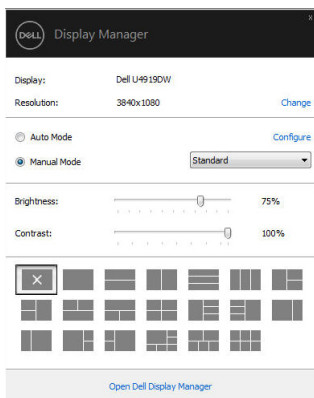 DELL Display Manager
Display: Dell U4919DW
Resolution: 3840x1080 Change
Auto Mode Configure
Manual Mode Standard
Brightness: 75%
Contrast: 100%
Open Dell Display Manager